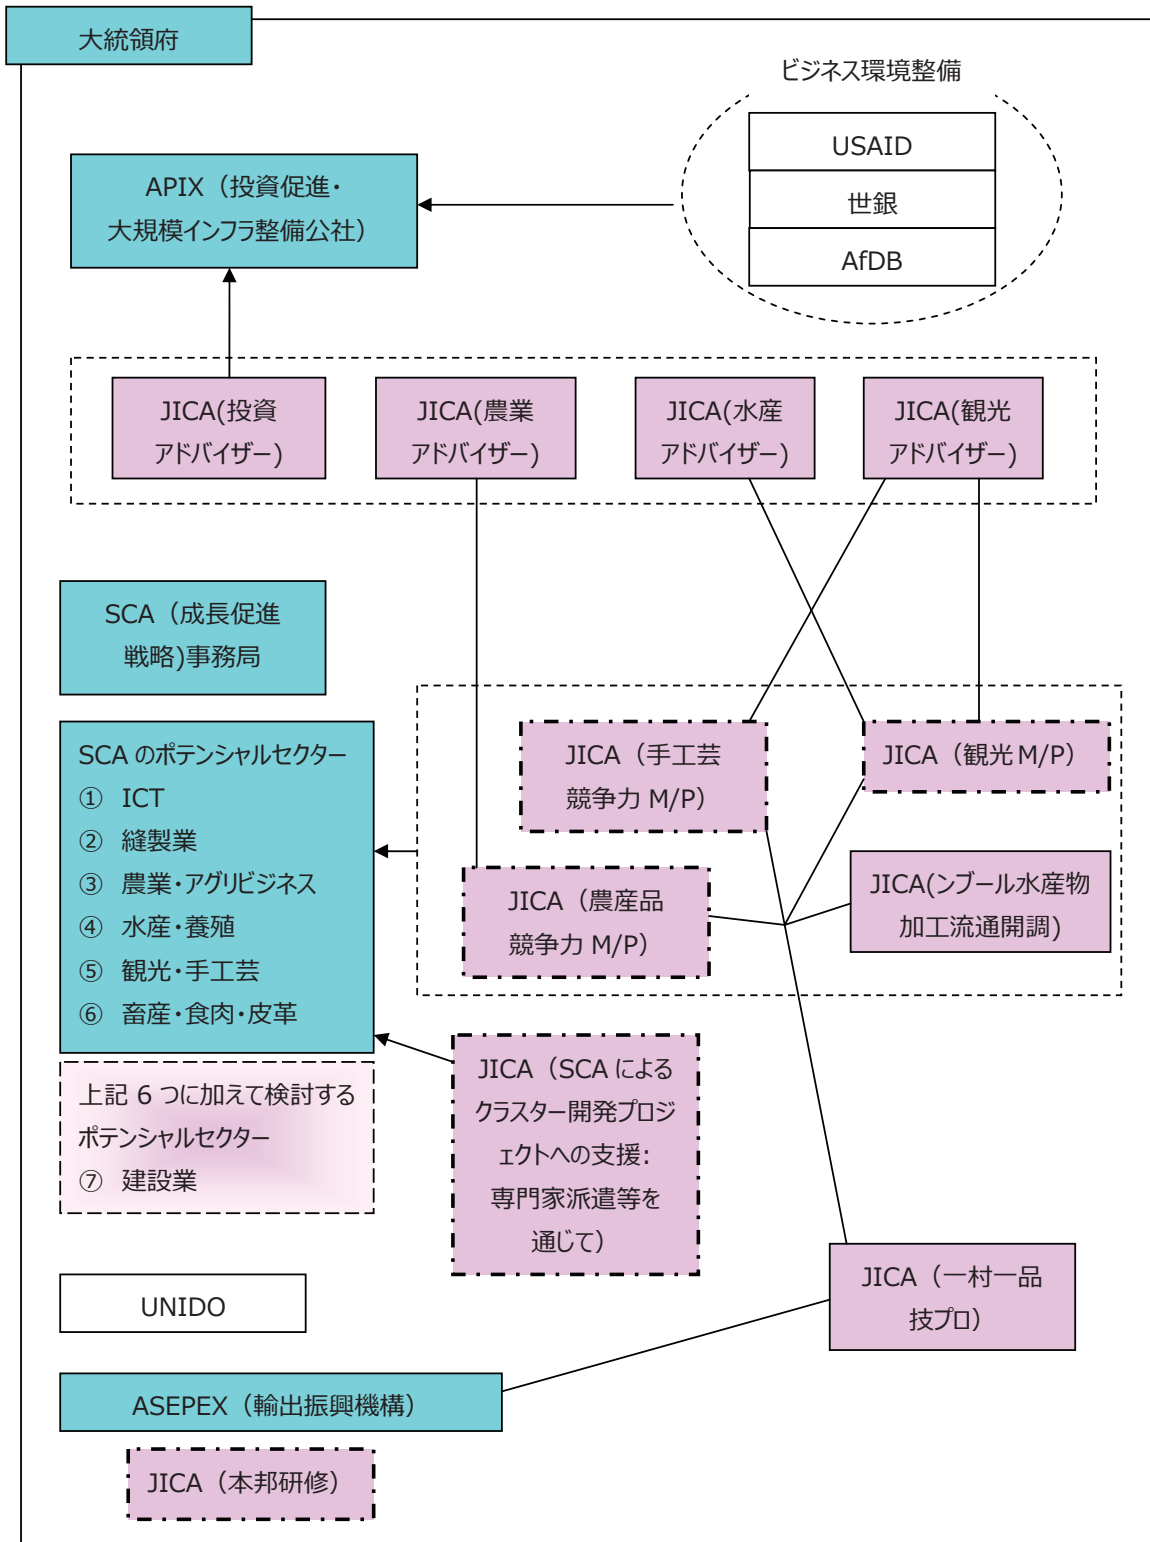 大統領府
ビジネス環境整備
USAID
世銀
AfDB
APIX（投資促進・
大規模インフラ整備公社）
JICA(投資
アドバイザー)
JICA(農業
アドバイザー)
JICA(水産
アドバイザー)
JICA(観光
アドバイザー)
SCA（成長促進
戦略)事務局
SCA のポテンシャルセクター
① ICT
② 縫製業
③ 農業・アグリビジネス
④ 水産・養殖
⑤ 観光・手工芸
⑥ 畜産・食肉・皮革
JICA（手工芸
競争力 M/P）
JICA（観光 M/P）
JICA（農産品
競争力 M/P）
JICA(ンブール水産物
加工流通開調)
上記 6 つに加えて検討する
ポテンシャルセクター
⑦ 建設業
JICA（SCA による
クラスター開発プロジ
ェクトへの支援:
専門家派遣等を
通じて）
JICA（一村一品
技プロ）
UNIDO
ASEPEX（輸出振興機構）
JICA（本邦研修）